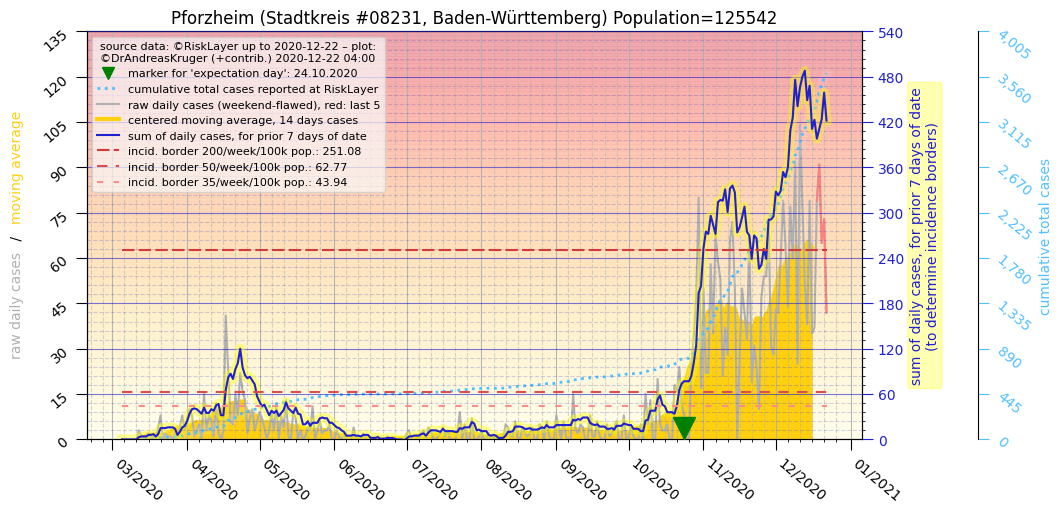 Pforzheim (Stadtkreis #08231, Baden-Württemberg) Population=125542
source data: ©RiskLayer up to 2020-12-22 – plot:
©DrAndreasKruger (+contrib.) 2020-12-22 04:00
marker for 'expectation day': 24.10.2020
cumulative total cases reported at RiskLayer
raw daily cases (weekend-flawed), red: last 5
centered moving average, 14 days cases
sum of daily cases, for prior 7 days of date
incid. border 200/week/100k pop.: 251.08
incid. border 50/week/100k pop.: 62.77
incid. border 35/week/100k pop.: 43.94
raw daily cases / moving average
135
120
105
90
75
60
45
30
15
0
03/2020
04/2020
05/2020
06/2020
07/2020
08/2020
09/2020
10/2020
11/2020
12/2020
01/2021
540
480
420
360
300
240
180
120
60
0
sum of daily cases, for prior 7 days of date
(to determine incidence borders)
4,005
3,560
3,115
2,670
2,225
1,780
1,335
890
445
0
cumulative total cases